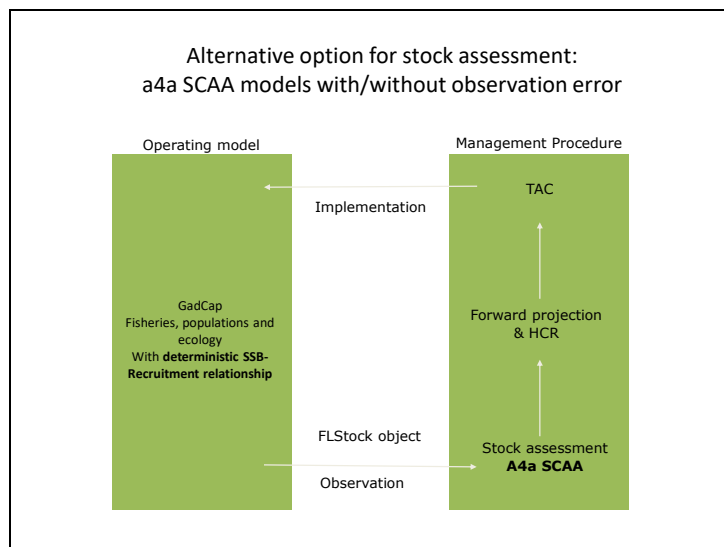 Alternative option for stock assessment:
a4a SCAA models with/without observation error
Operating model
Management Procedure
TAC
Implementation
GadCap
Fisheries, populations and
ecology
With deterministic SSB-
Recruitment relationship
Forward projection
& HCR
FLStock object
Stock assessment
A4a SCAA
Observation